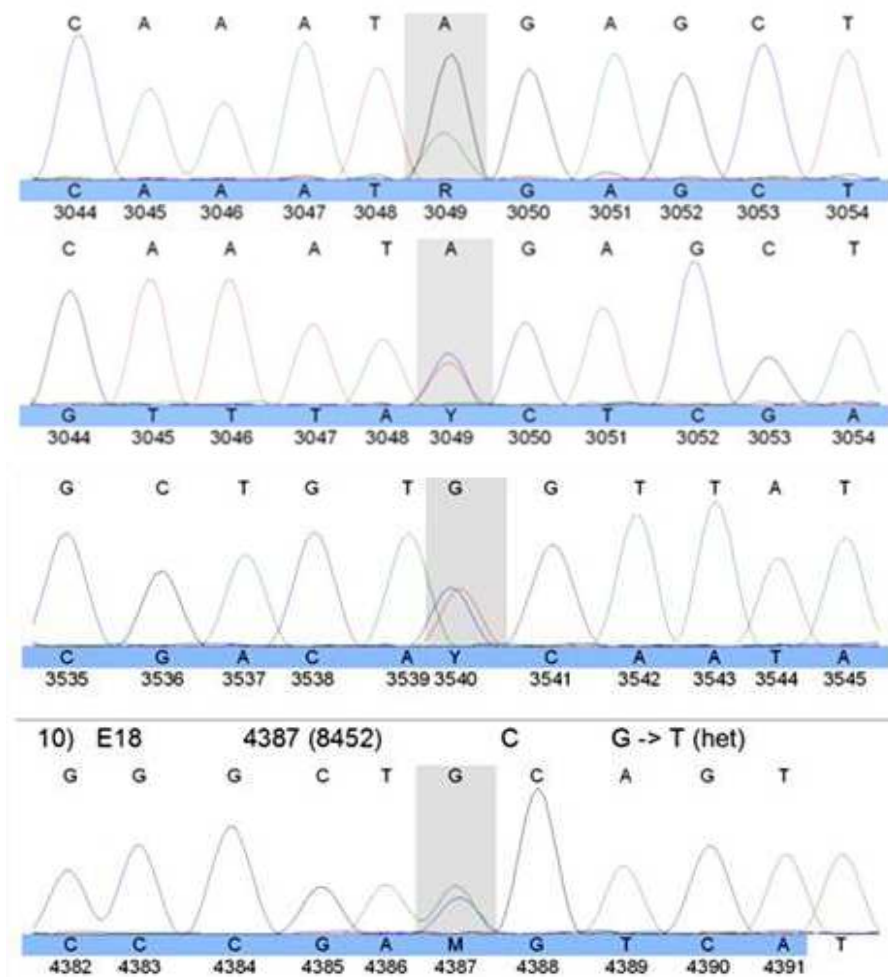 C A A A T A G A G C T
C A A A T R G A G C T
3044 3045 3046 3047 3048 3049 3050 3051 3052 3053 3054
C A A A T A G A G C T
G T T T A Y C T C G A
3044 3045 3046 3047 3048 3049 3050 3051 3052 3053 3054
G C T G T G G T T A T
C G A C A Y C A A T A
3535 3536 3537 3538 3539 3540 3541 3542 3543 3544 3545
10) E18 4387 (8452) C G -> T (het)
G G G C T G C A G T
C C C G A M G T C A T
4382 4383 4384 4385 4386 4387 4388 4389 4390 4391